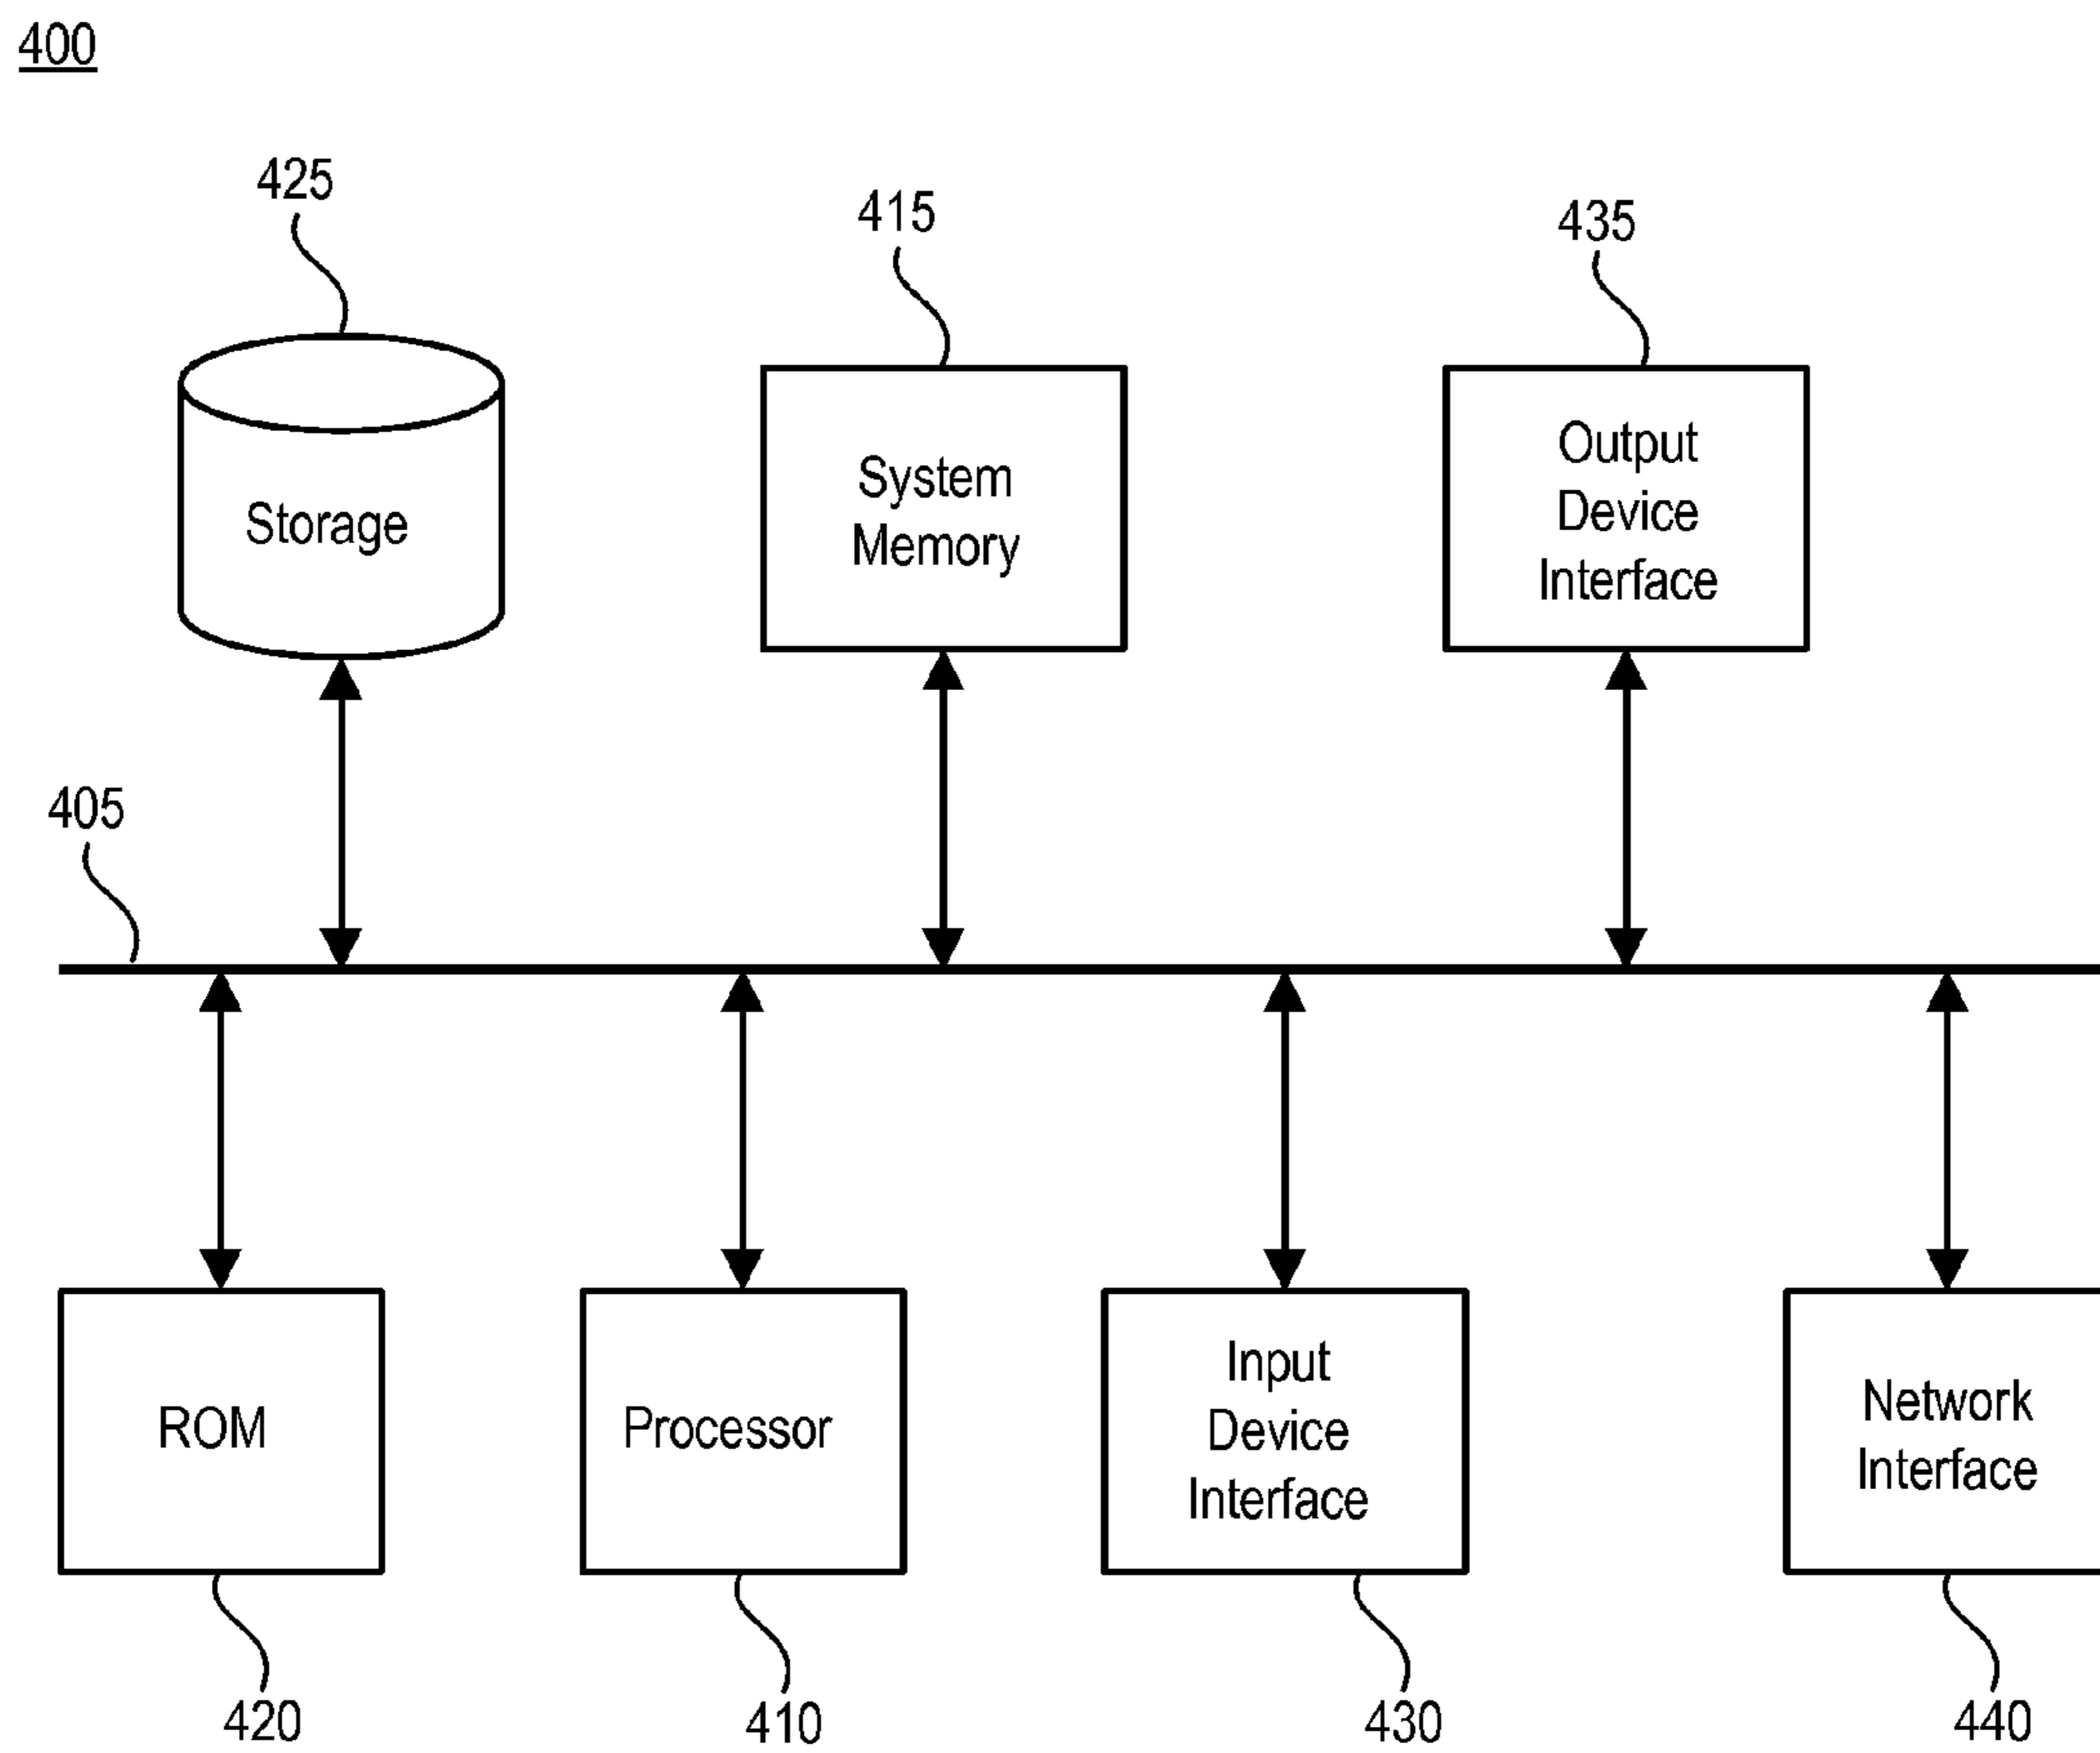 400
425
415
435
Storage
System
Memory
Output
Device
Interface
405
ROM
Processor
Input
Device
Interface
Network
Interface
420
410
430
440